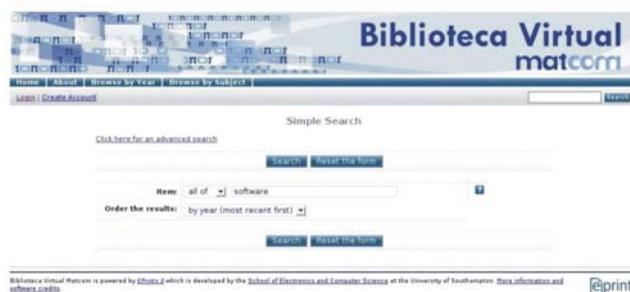 Biblioteca Virtual
matcom
Home | About | Browse by Year | Browse by Subject
Login | Create Account
Search
Simple Search
Click here for an advanced search
Search Reset the form
Item: all of software
?
Order the results: by year (most recent first)
Search Reset the form
Biblioteca Virtual Matcom is powered by EPrints 3 which is developed by the School of Electronics and Computer Science at the University of Southampton. More information and
software credits.
eprint